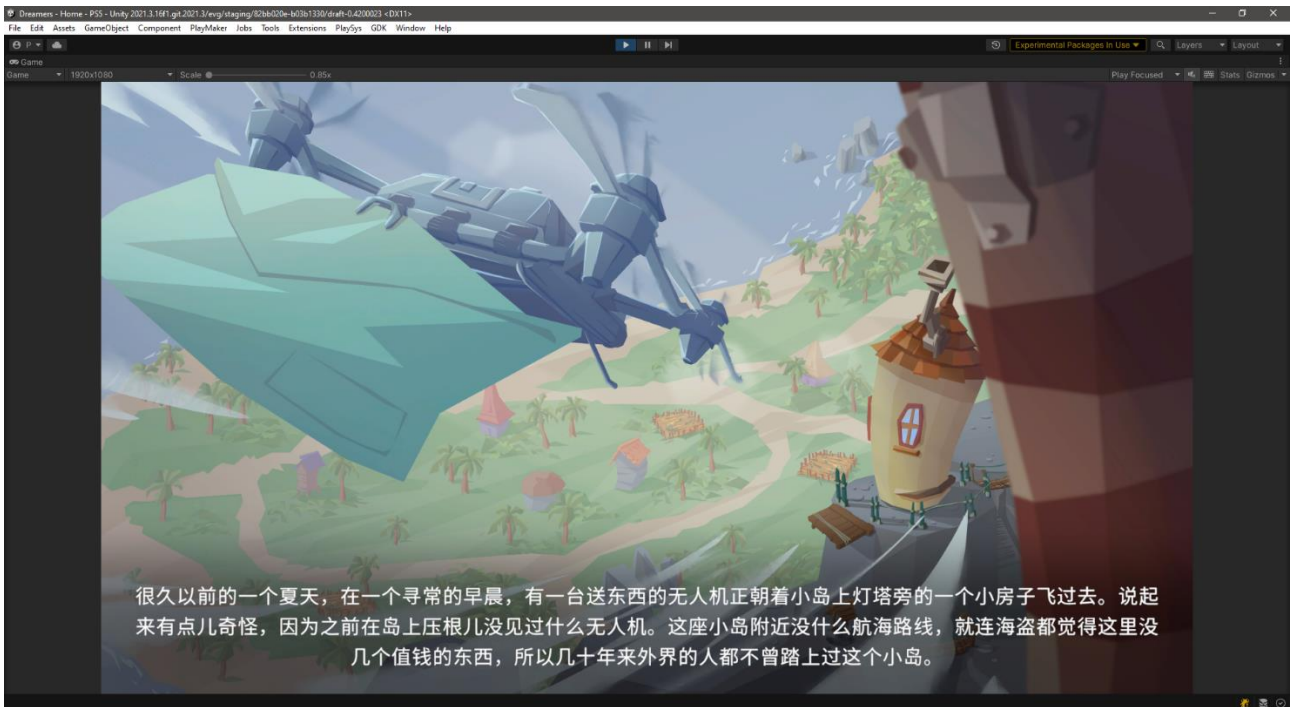 Dreamers - Home - PS5 - Unity 2021.3.16f1.git.2021.3/evg/staging/82bb020e-b03b1330/draft-0.4200023 <DX11>
File Edit Assets GameObject Component PlayMaker Jobs Tools Extensions PlaySys GDK Window Help
P Experimental Packages In Use Layers Layout
Game
Game 1920x1080 Scale 0.85x Play Focused Stats Gizmos
很久以前的一个夏天，在一个寻常的早晨，有一台送东西的无人机正朝着小岛上灯塔旁的一个小房子飞过去。说起
来有点儿奇怪，因为之前在岛上压根儿没见过什么无人机。这座小岛附近没什么航海路线，就连海盗都觉得这里没
几个值钱的东西，所以几十年来外界的人都不曾踏上过这个小岛。